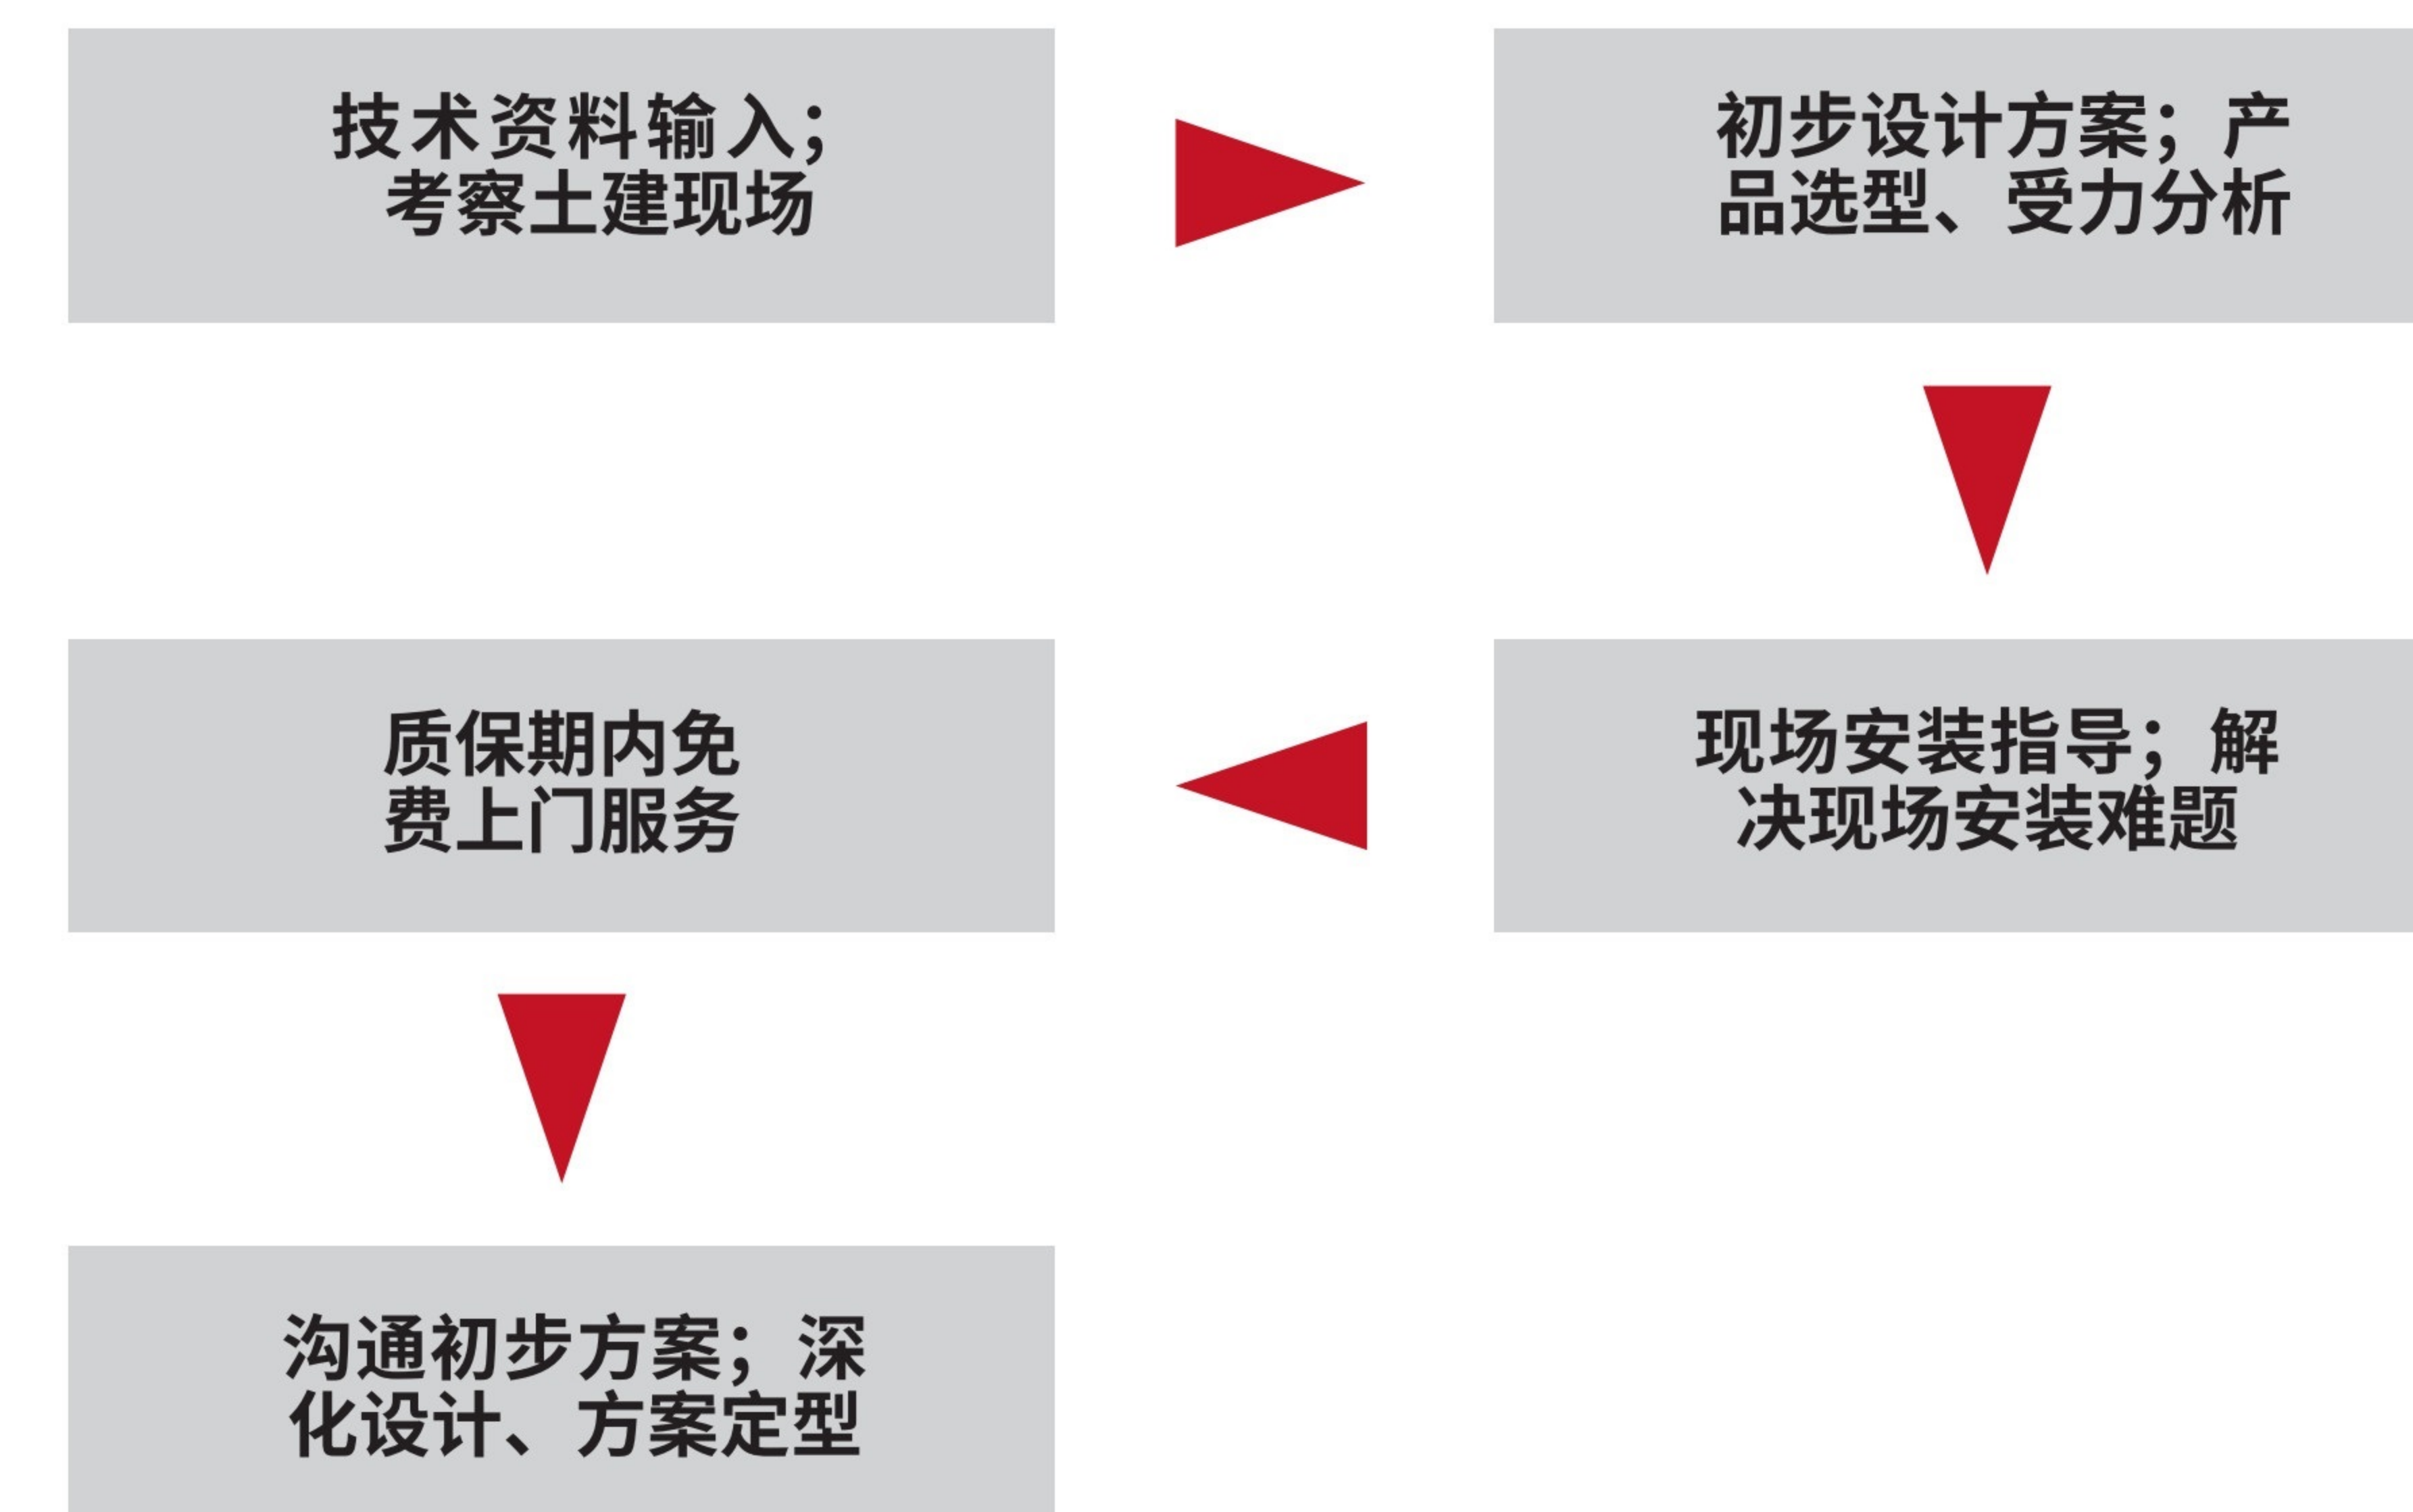 技术资料输入；
考察土建现场
初步设计方案；产
品选型、受力分析
质保期内免
费上门服务
现场安装指导；解
决现场安装难题
沟通初步方案；深
化设计、方案定型